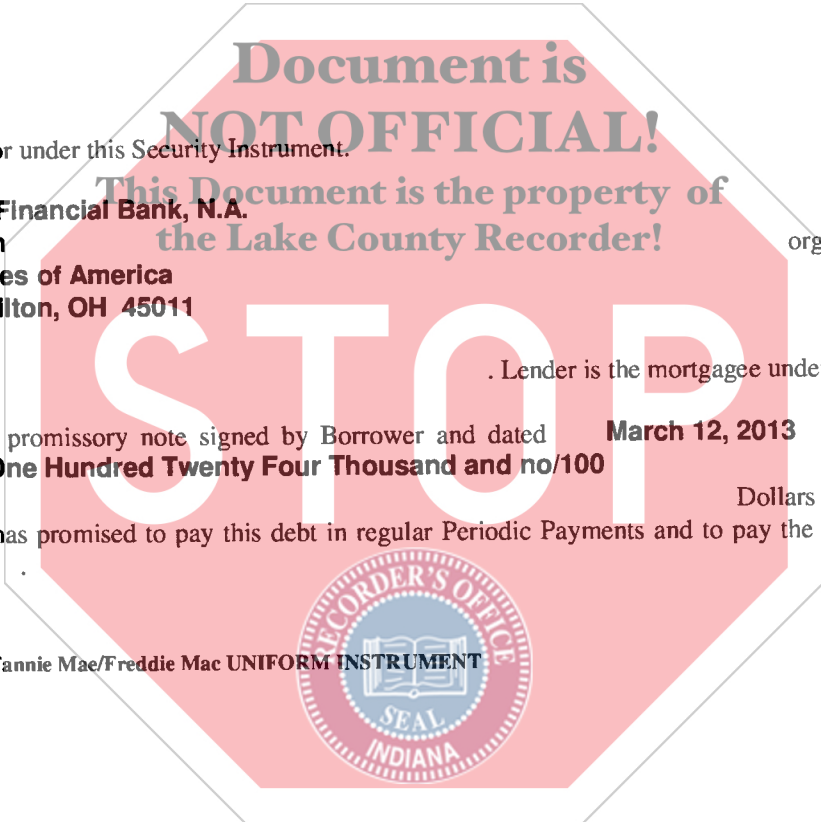 Document is
NOT OFFICIAL!
r under this Security Instrument.
This Document is the property of
Financial Bank, N.A.
the Lake County Recorder!
org
es of America
ilton, OH 45011
STOP
. Lender is the mortgagee unde
promissory note signed by Borrower and dated March 12, 2013
One Hundred Twenty Four Thousand and no/100
Dollars
as promised to pay this debt in regular Periodic Payments and to pay the
.
RECORDER'S OFFICE
annie Mae/Freddie Mac UNIFORM INSTRUMENT
SEAL
INDIANA